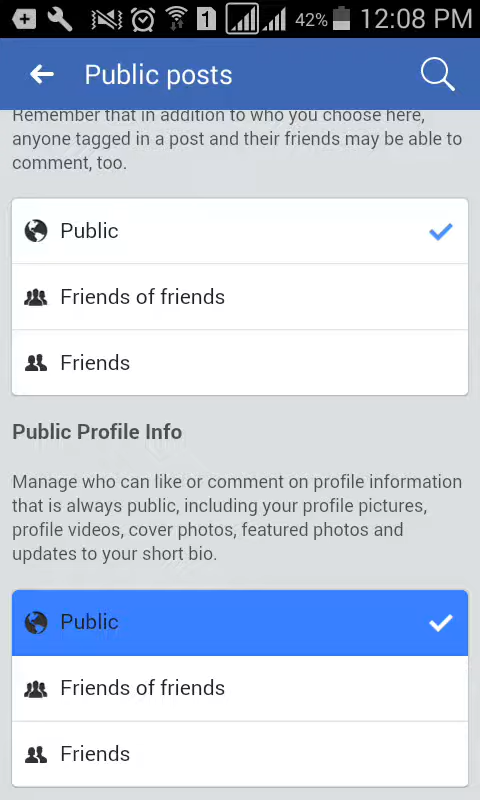 1 42% 12:08 PM
Public posts
Remember that in addition to who you choose here,
anyone tagged in a post and their friends may be able to
comment, too.
Public
Friends of friends
Friends
Public Profile Info
Manage who can like or comment on profile information
that is always public, including your profile pictures,
profile videos, cover photos, featured photos and
updates to your short bio.
Public
Friends of friends
Friends